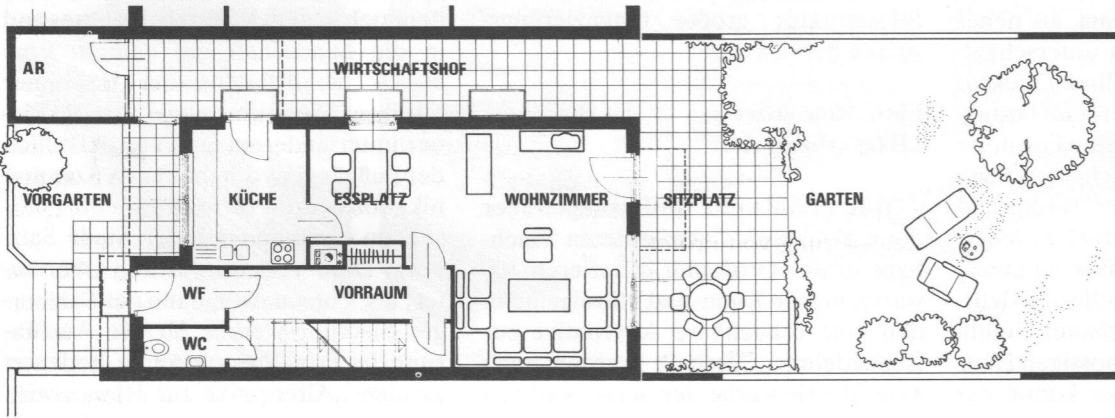 AR
WIRTSCHAFTSHOF
VORGARTEN
KÜCHE
ESSPLATZ
WOHNZIMMER
SITZPLATZ
GARTEN
WF
VORRAUM
WC